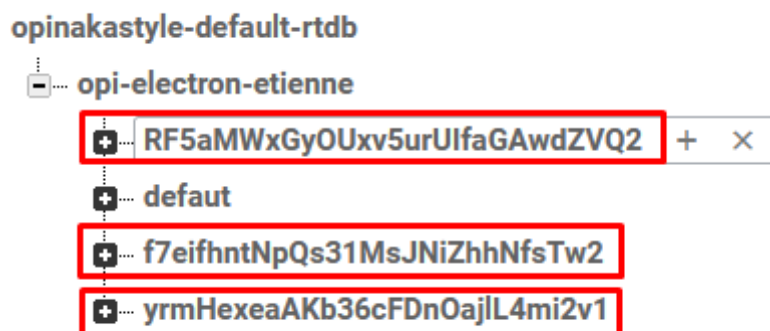 opinakastyle-default-rtdb
opi-electron-etienne
RF5aMWxGyOUxv5urUlfaGAwdZVQ2 + ×
defaut
f7eifhntNpQs31MsJNiZhhNfsTw2
yrmHexeaAKb36cFDnOajlL4mi2v1